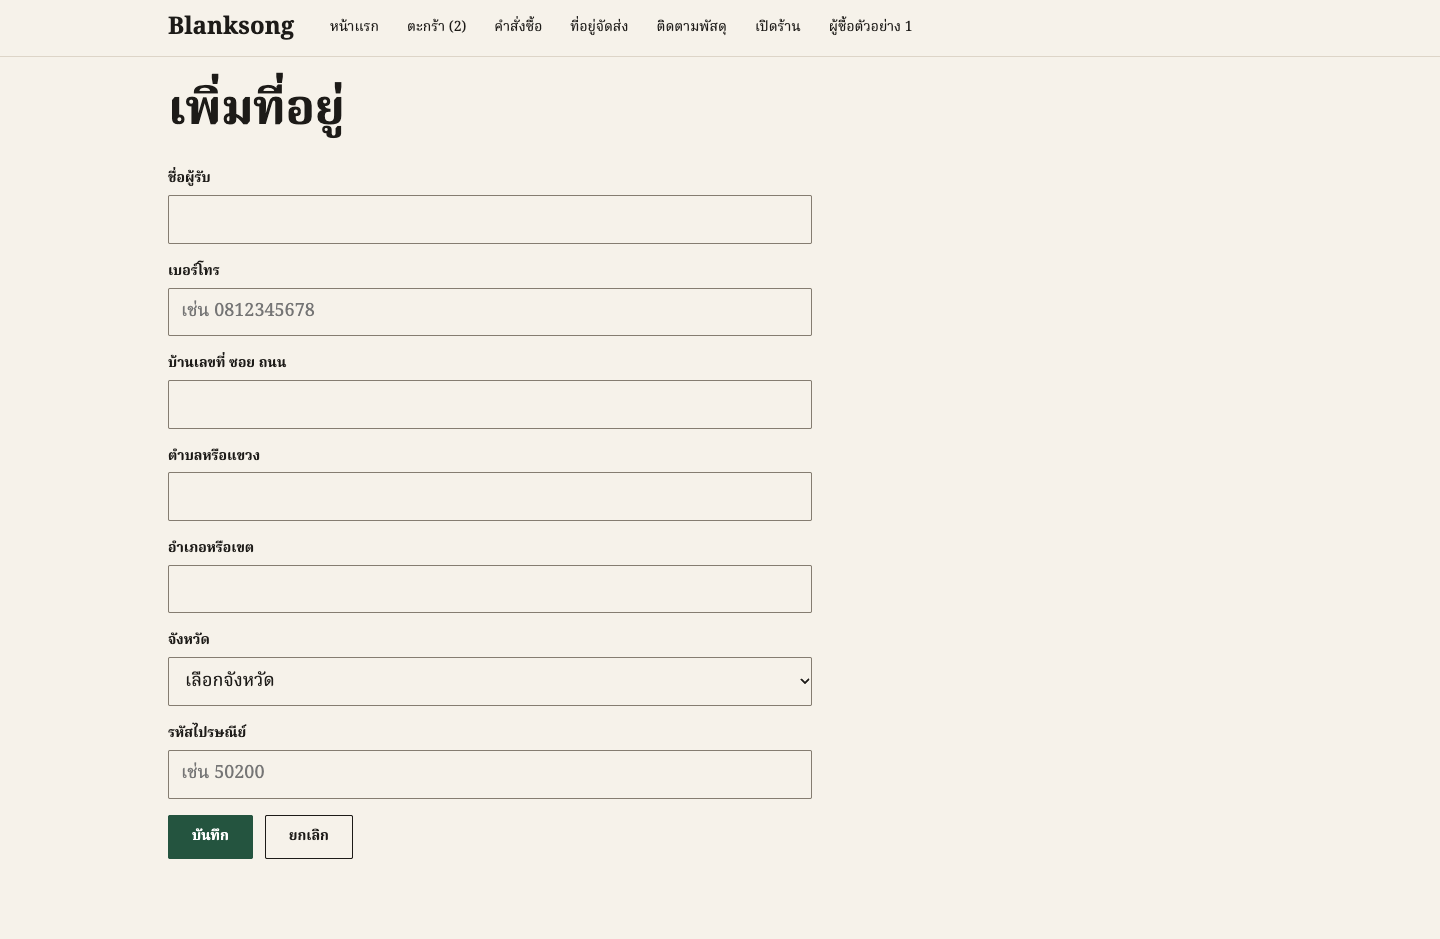 Blanksong หน้าแรก ตะกร้า (2) คำสั่งซื้อ ที่อยู่จัดส่ง ติดตามพัสดุ เปิดร้าน ผู้ซื้อตัวอย่าง 1
เพิ่มที่อยู่
ชื่อผู้รับ
เบอร์โทร
เช่น 0812345678
บ้านเลขที่ ซอย ถนน
ตำบลหรือแขวง
อำเภอหรือเขต
จังหวัด
เลือกจังหวัด
รหัสไปรษณีย์
เช่น 50200
บันทึก ยกเลิก